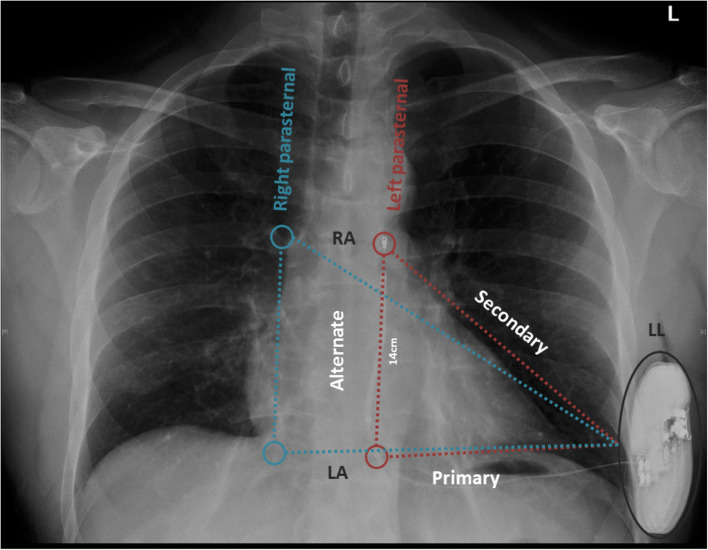 L
Right parasternal
Left parasternal
RA
Secondary
LL
Alternate
14cm
LA
Primary